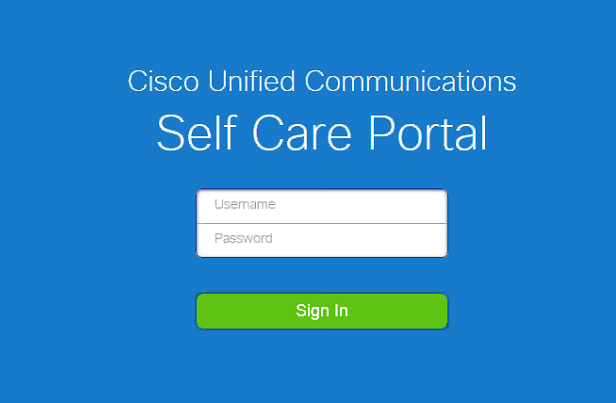 Cisco Unified Communications
Self Care Portal
Username
Password
Sign In